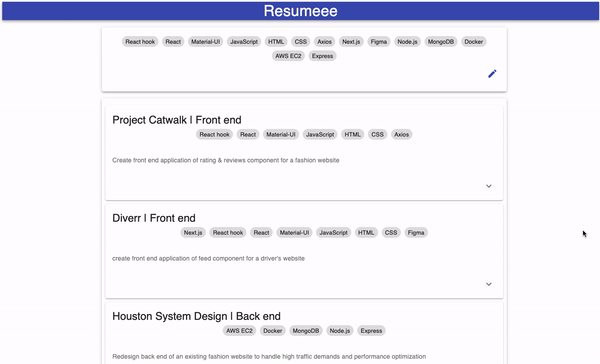 Resumeee
React hook React Material-UI JavaScript HTML CSS Axios Next.js Figma Node.js MongoDB Docker
AWS EC2 Express
Project Catwalk | Front end
React hook React Material-UI JavaScript HTML CSS Axios
Create front end application of rating & reviews component for a fashion website
Diverr | Front end
Next.js React hook React Material-UI JavaScript HTML CSS Figma
create front end application of feed component for a driver's website
Houston System Design | Back end
AWS EC2 Docker MongoDB Node.js Express
Redesign back end of an existing fashion website to handle high traffic demands and performance optimization